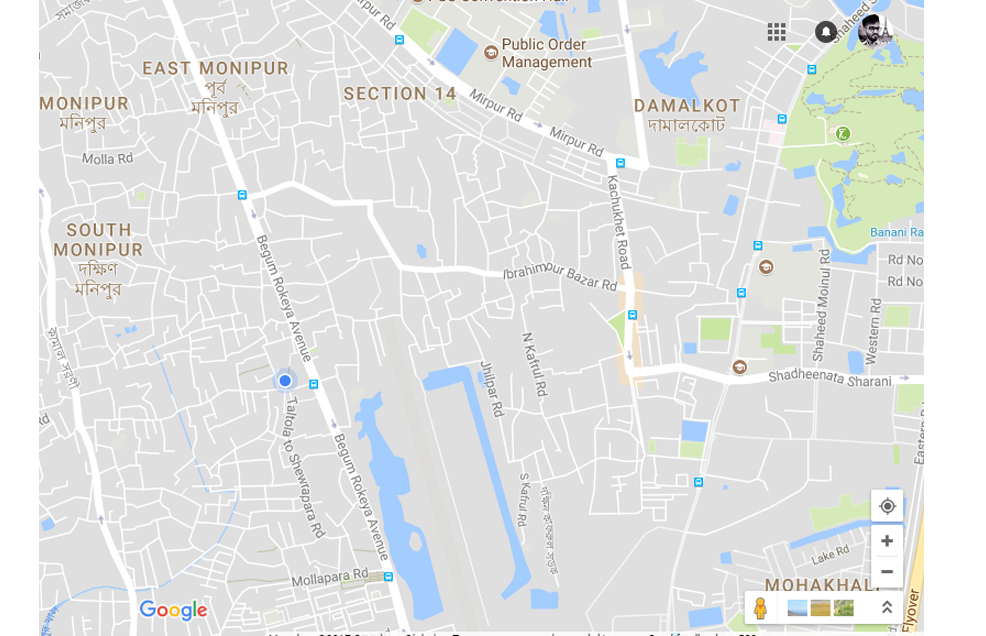 Public Order
Management
EAST MONIPUR
পূর্ব
মনিপুর
SECTION 14
MONIPUR
মনিপুর
Mirpur Rd
Mirpur Rd
DAMALKOT
দামালকোট
Molla Rd
Kachukhet Road
SOUTH
MONIPUR
দক্ষিণ
মনিপুর
Banani Ra
Begum Rokeya Avenue
Ibrahimpur Bazar Rd
Rd No
Rd No
Shaheed Moinul Rd
Western Rd
N Kafrul Rd
Jhilpar Rd
Shadheenata Sharani
Taltola to Shewrapara Rd
Begum Rokeya Avenue
S Kafrul Rd
Lake Rd
Mollapara Rd
MOHAKHALI
Google
Flyover